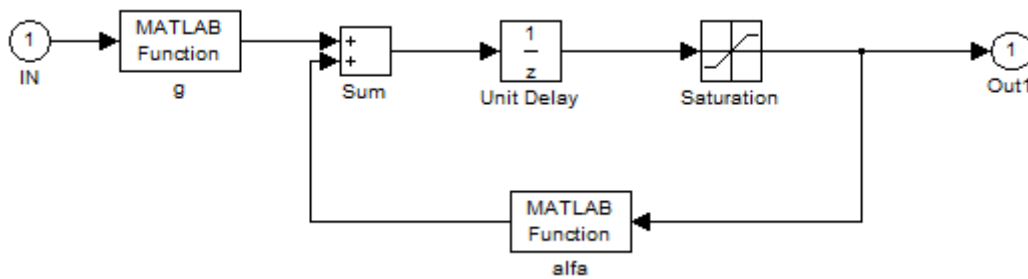 1
IN
MATLAB
Function
g
+
+
Sum
1
z
Unit Delay
Saturation
1
Out1
MATLAB
Function
alfa